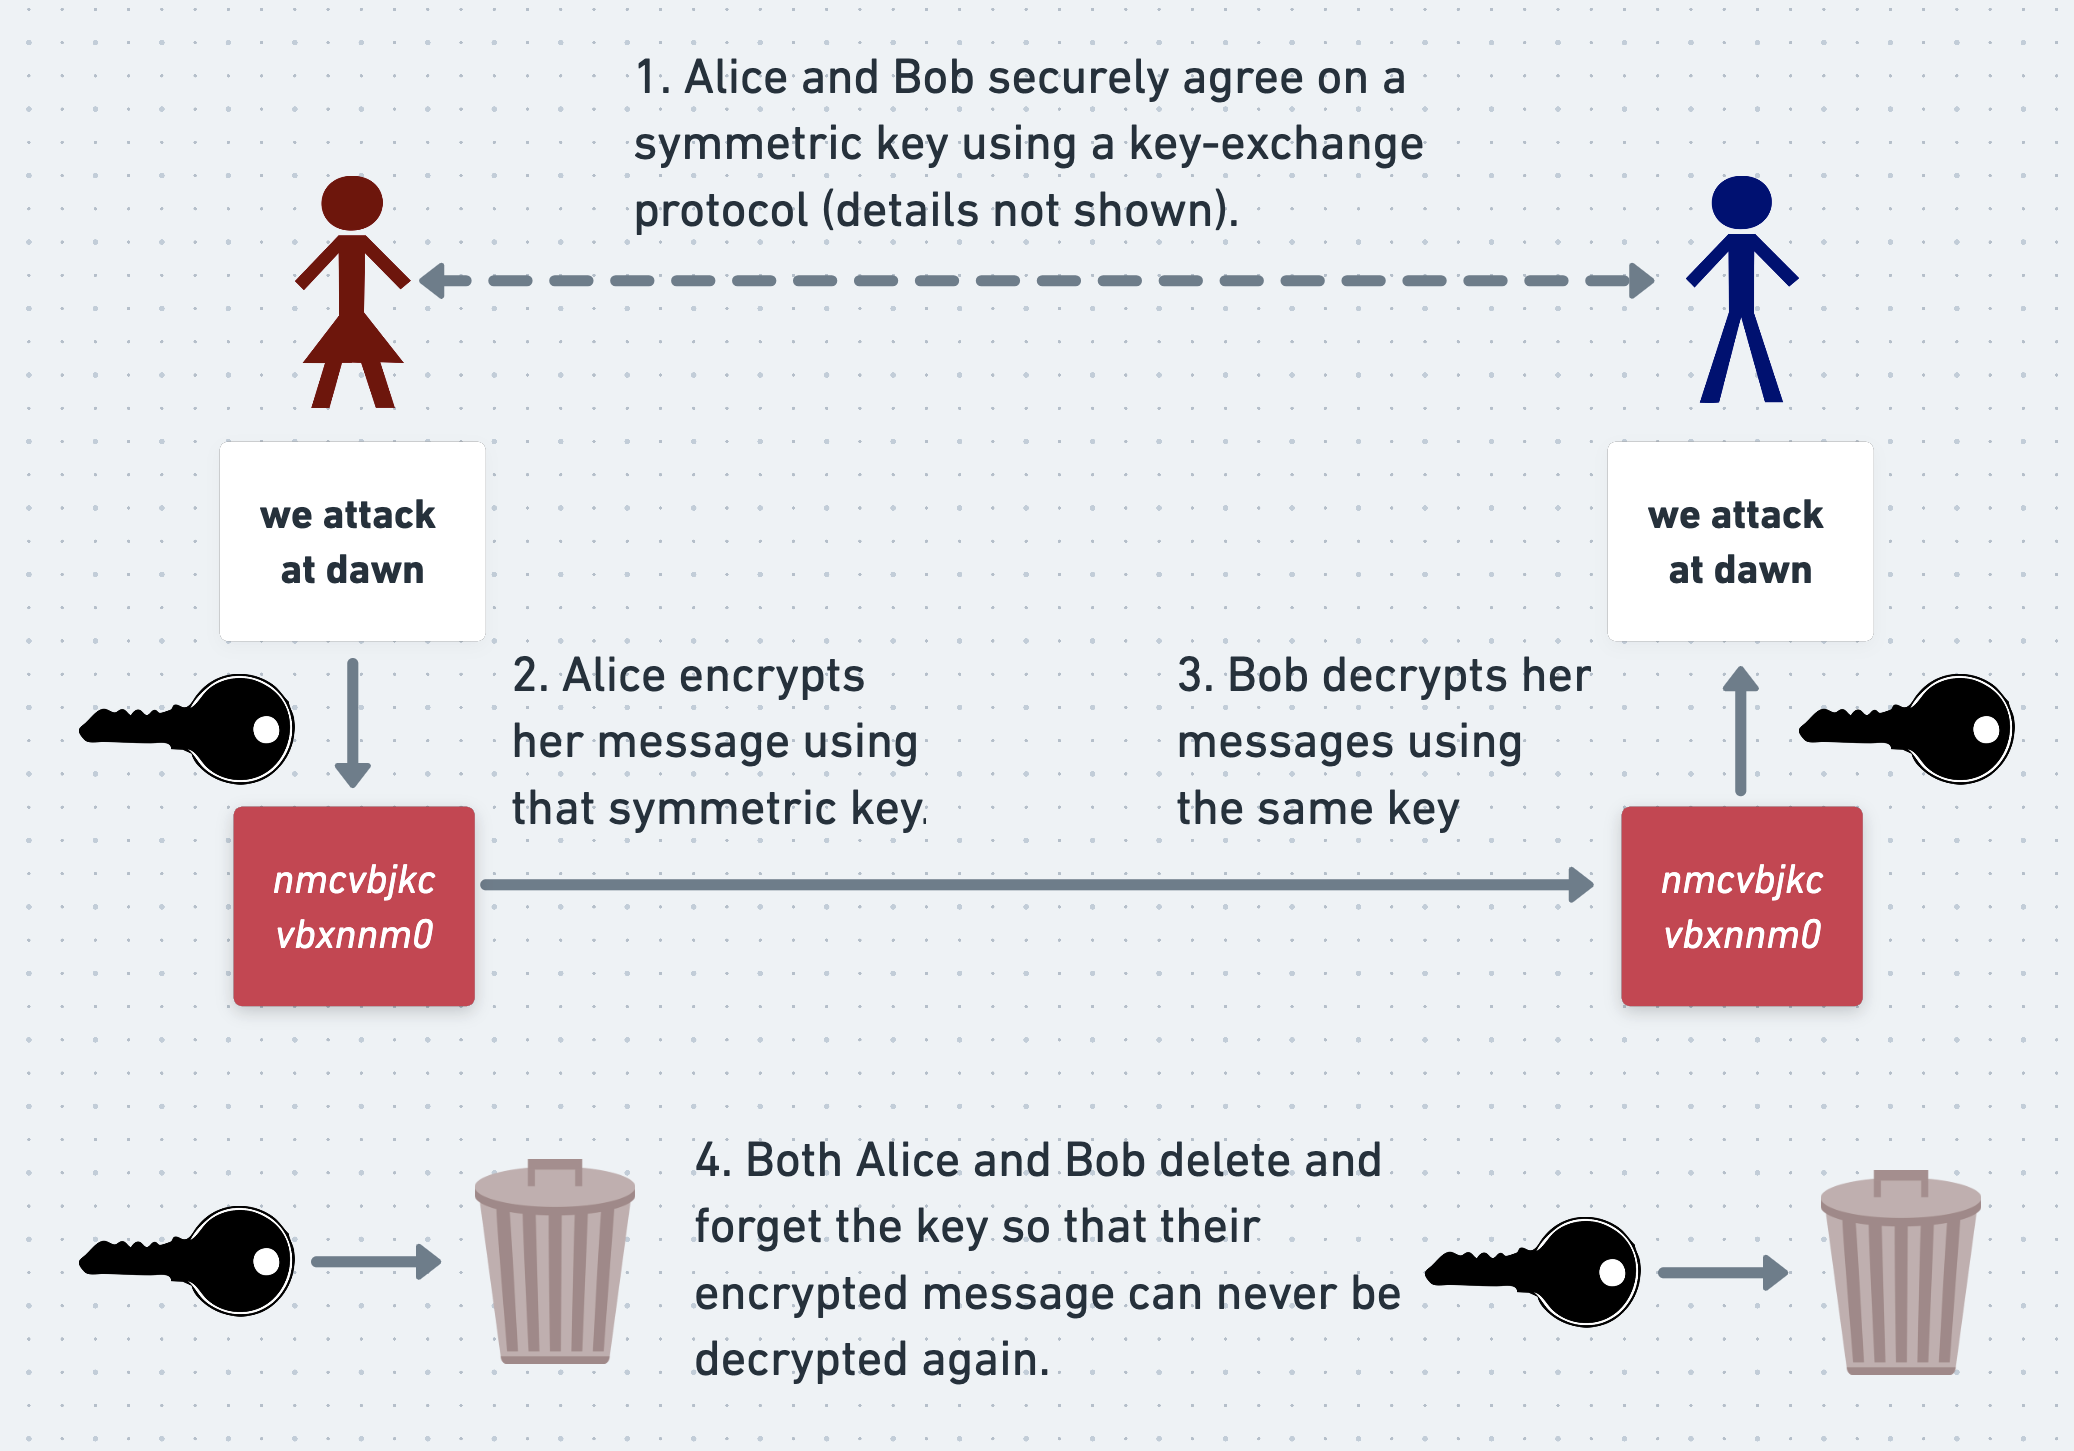 1. Alice and Bob securely agree on a
symmetric key using a key-exchange
protocol (details not shown).
we attack
at dawn
we attack
at dawn
2. Alice encrypts
her message using
that symmetric key.
3. Bob decrypts her
messages using
the same key
nmcvbjkc
vbxnnm0
nmcvbjkc
vbxnnm0
4. Both Alice and Bob delete and
forget the key so that their
encrypted message can never be
decrypted again.